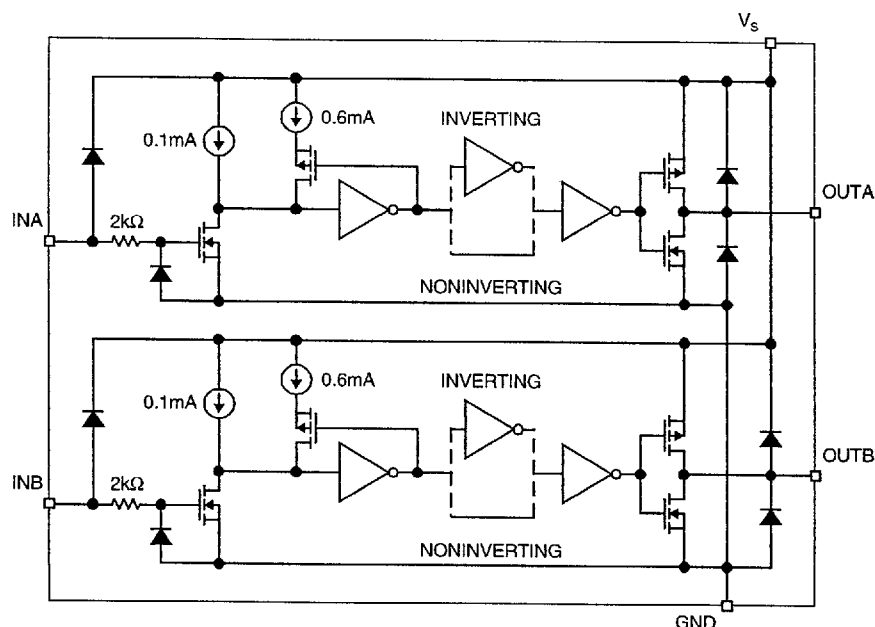 Vs
0.6mA
INVERTING
0.1mA
OUTA
INA
2kΩ
NONINVERTING
0.1mA
0.6mA
INVERTING
OUTB
INB
2kΩ
NONINVERTING
GND